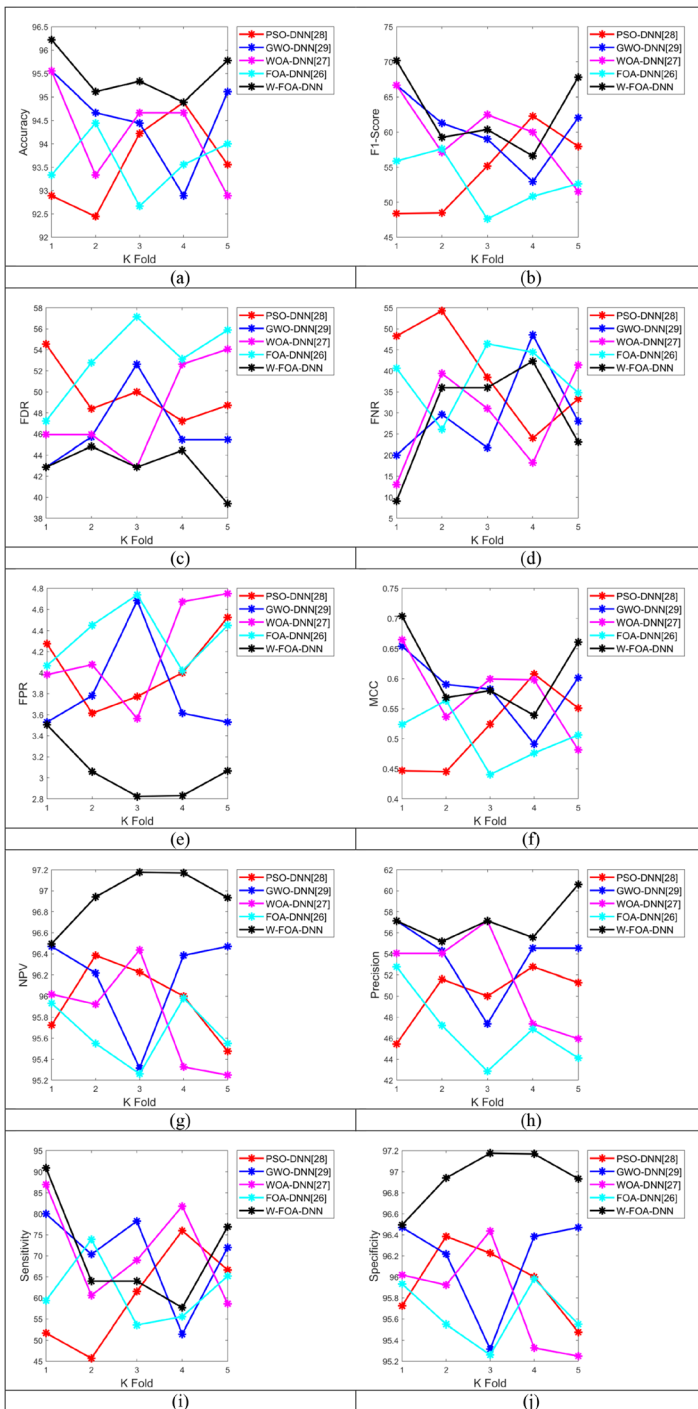 96.5
96
95.5
95
94.5
94
93.5
93
92.5
92
Accuracy
1 2 3 4 5
K Fold
PSO-DNN[28]
GWO-DNN[29]
WOA-DNN[27]
FOA-DNN[26]
W-FOA-DNN
(a)
75
70
65
60
55
50
45
F1-Score
1 2 3 4 5
K Fold
PSO-DNN[28]
GWO-DNN[29]
WOA-DNN[27]
FOA-DNN[26]
W-FOA-DNN
(b)
58
56
54
52
50
48
46
44
42
40
38
FDR
1 2 3 4 5
K Fold
PSO-DNN[28]
GWO-DNN[29]
WOA-DNN[27]
FOA-DNN[26]
W-FOA-DNN
(c)
55
50
45
40
35
30
25
20
15
10
5
FNR
1 2 3 4 5
K Fold
PSO-DNN[28]
GWO-DNN[29]
WOA-DNN[27]
FOA-DNN[26]
W-FOA-DNN
(d)
4.8
4.6
4.4
4.2
4
3.8
3.6
3.4
3.2
3
2.8
FPR
1 2 3 4 5
K Fold
PSO-DNN[28]
GWO-DNN[29]
WOA-DNN[27]
FOA-DNN[26]
W-FOA-DNN
(e)
0.75
0.7
0.65
0.6
0.55
0.5
0.45
0.4
MCC
1 2 3 4 5
K Fold
PSO-DNN[28]
GWO-DNN[29]
WOA-DNN[27]
FOA-DNN[26]
W-FOA-DNN
(f)
97.2
97
96.8
96.6
96.4
96.2
96
95.8
95.6
95.4
95.2
NPV
1 2 3 4 5
K Fold
PSO-DNN[28]
GWO-DNN[29]
WOA-DNN[27]
FOA-DNN[26]
W-FOA-DNN
(g)
62
60
58
56
54
52
50
48
46
44
42
Precision
1 2 3 4 5
K Fold
PSO-DNN[28]
GWO-DNN[29]
WOA-DNN[27]
FOA-DNN[26]
W-FOA-DNN
(h)
95
90
85
80
75
70
65
60
55
50
45
Sensitivity
1 2 3 4 5
K Fold
PSO-DNN[28]
GWO-DNN[29]
WOA-DNN[27]
FOA-DNN[26]
W-FOA-DNN
(i)
97.2
97
96.8
96.6
96.4
96.2
96
95.8
95.6
95.4
95.2
Specificity
1 2 3 4 5
K Fold
PSO-DNN[28]
GWO-DNN[29]
WOA-DNN[27]
FOA-DNN[26]
W-FOA-DNN
(j)